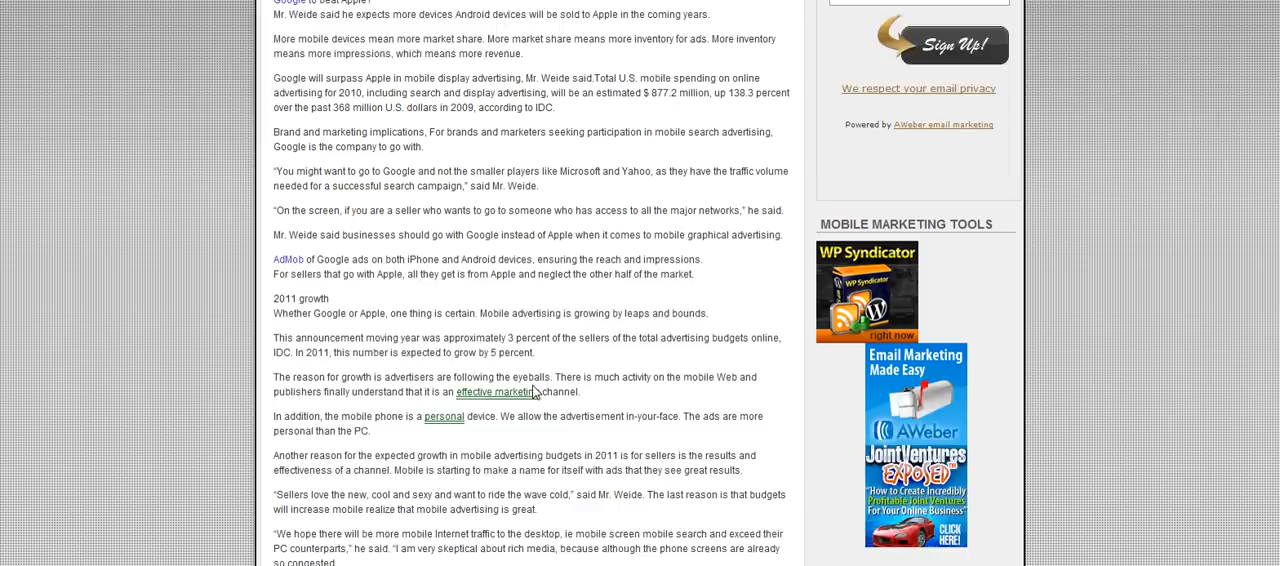 Google to beat Apple?
Mr. Weide said he expects more devices Android devices will be sold to Apple in the coming years.
More mobile devices mean more market share. More market share means more inventory for ads. More inventory
means more impressions, which means more revenue.
Google will surpass Apple in mobile display advertising, Mr. Weide said.Total U.S. mobile spending on online
advertising for 2010, including search and display advertising, will be an estimated $ 877.2 million, up 138.3 percent
over the past 368 million U.S. dollars in 2009, according to IDC.
Brand and marketing implications, For brands and marketers seeking participation in mobile search advertising,
Google is the company to go with.
“You might want to go to Google and not the smaller players like Microsoft and Yahoo, as they have the traffic volume
needed for a successful search campaign,” said Mr. Weide.
“On the screen, if you are a seller who wants to go to someone who has access to all the major networks,” he said.
Mr. Weide said businesses should go with Google instead of Apple when it comes to mobile graphical advertising.
AdMob of Google ads on both iPhone and Android devices, ensuring the reach and impressions.
For sellers that go with Apple, all they get is from Apple and neglect the other half of the market.
2011 growth
Whether Google or Apple, one thing is certain. Mobile advertising is growing by leaps and bounds.
This announcement moving year was approximately 3 percent of the sellers of the total advertising budgets online,
IDC. In 2011, this number is expected to grow by 5 percent.
The reason for growth is advertisers are following the eyeballs. There is much activity on the mobile Web and
publishers finally understand that it is an effective marketing channel.
In addition, the mobile phone is a personal device. We allow the advertisement in-your-face. The ads are more
personal than the PC.
Another reason for the expected growth in mobile advertising budgets in 2011 is for sellers is the results and
effectiveness of a channel. Mobile is starting to make a name for itself with ads that they see great results.
“Sellers love the new, cool and sexy and want to ride the wave cold,” said Mr. Weide. The last reason is that budgets
will increase mobile realize that mobile advertising is great.
“We hope there will be more mobile Internet traffic to the desktop, ie mobile screen mobile search and exceed their
PC counterparts,” he said. “I am very skeptical about rich media, because although the phone screens are already
so congested.
Sign Up!
We respect your email privacy
Powered by AWeber email marketing
MOBILE MARKETING TOOLS
WP Syndicator
right now
Email Marketing
Made Easy
AWeber
JointVentures
EXPOSED
"How to Create Incredibly
Profitable Joint Ventures
For Your Online Business"
CLICK
HERE!